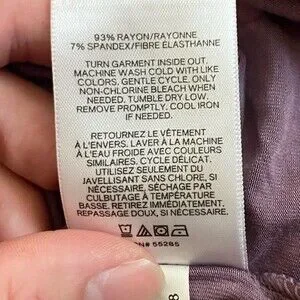 93% RAYON/RAYONNE
7% SPANDEX/FIBRE ÉLASTHANNE
TURN GARMENT INSIDE OUT.
MACHINE WASH COLD WITH LIKE
COLORS. GENTLE CYCLE. ONLY
NON-CHLORINE BLEACH WHEN
NEEDED. TUMBLE DRY LOW.
REMOVE PROMPTLY. COOL IRON
IF NEEDED.
RETOURNEZ LE VÊTEMENT
À L'ENVERS. LAVER À LA MACHINE
À L'EAU FROIDE AVEC COULEURS
SIMILAIRES. CYCLE DÉLICAT.
UTILISEZ SEULEMENT DU
JAVELLISANT SANS CHLORE, SI
NÉCESSAIRE, SÉCHAGE PAR
CULBUTAGE À TEMPÉRATURE
BASSE. RETIREZ IMMÉDIATEMENT.
REPASSAGE DOUX, SI NÉCESSAIRE.
N# 55285
8